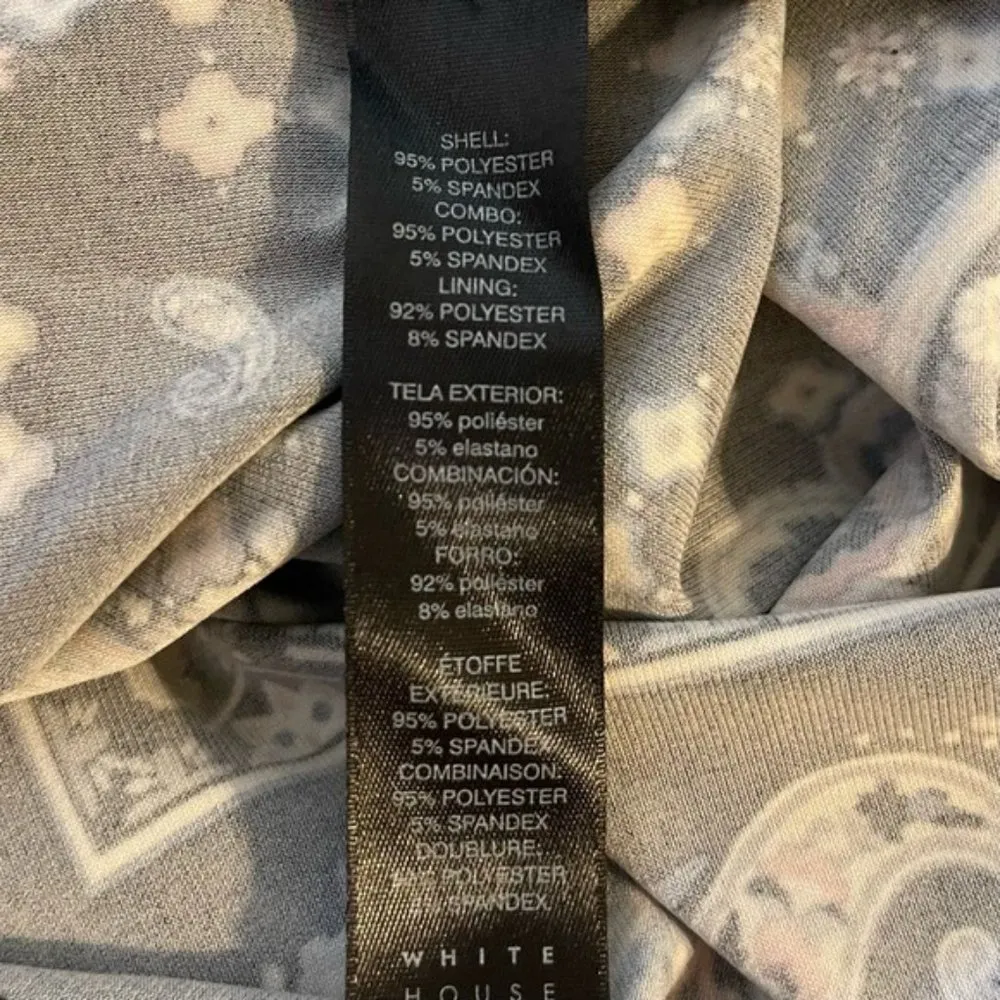 SHELL:
95% POLYESTER
5% SPANDEX
COMBO:
95% POLYESTER
5% SPANDEX
LINING:
92% POLYESTER
8% SPANDEX
TELA EXTERIOR:
95% poliéster
5% elastano
COMBINACIÓN:
95% poliéster
5% elastano
FORRO:
92% poliéster
8% elastano
ÉTOFFE
EXTÉRIEURE:
95% POLYESTER
5% SPANDEX
COMBINAISON:
95% POLYESTER
5% SPANDEX
DOUBLURE:
POLYESTER
SPANDEX
WHITE
HOUSE